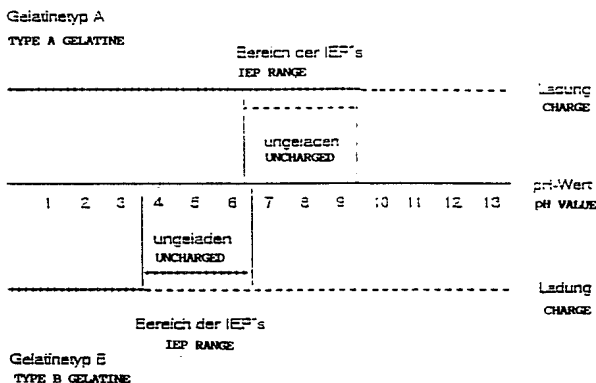 Gelatinetyp A
TYPE A GELATINE
Bereich der IEP's
IEP RANGE
Ladung
CHARGE
ungeladen
UNCHARGED
pH-Wert
1 2 3 4 5 6 7 8 9 10 11 12 13
pH VALUE
ungeladen
UNCHARGED
Ladung
CHARGE
Bereich der IEP's
IEP RANGE
Gelatinetyp B
TYPE B GELATINE